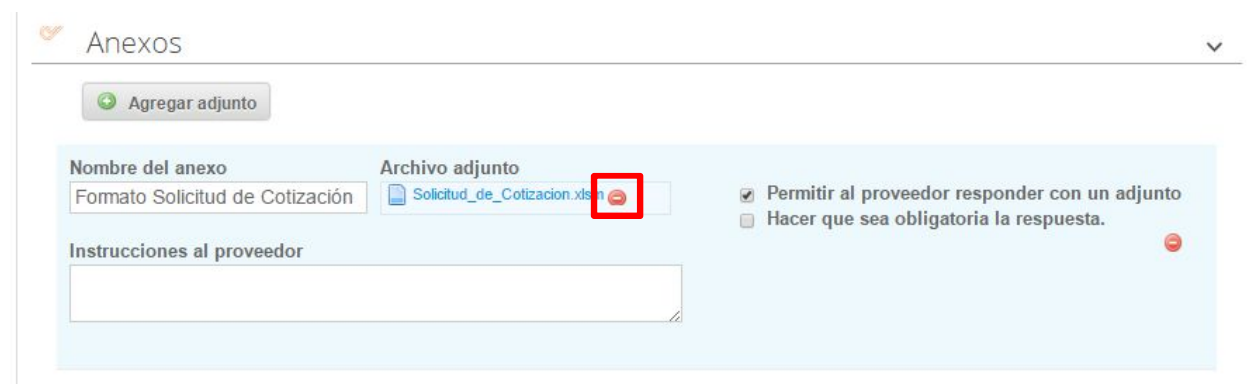 Anexos
Agregar adjunto
Nombre del anexo
Archivo adjunto
Formato Solicitud de Cotización
Solicitud_de_Cotizacion.xlsm
Permitir al proveedor responder con un adjunto
Hacer que sea obligatoria la respuesta.
Instrucciones al proveedor